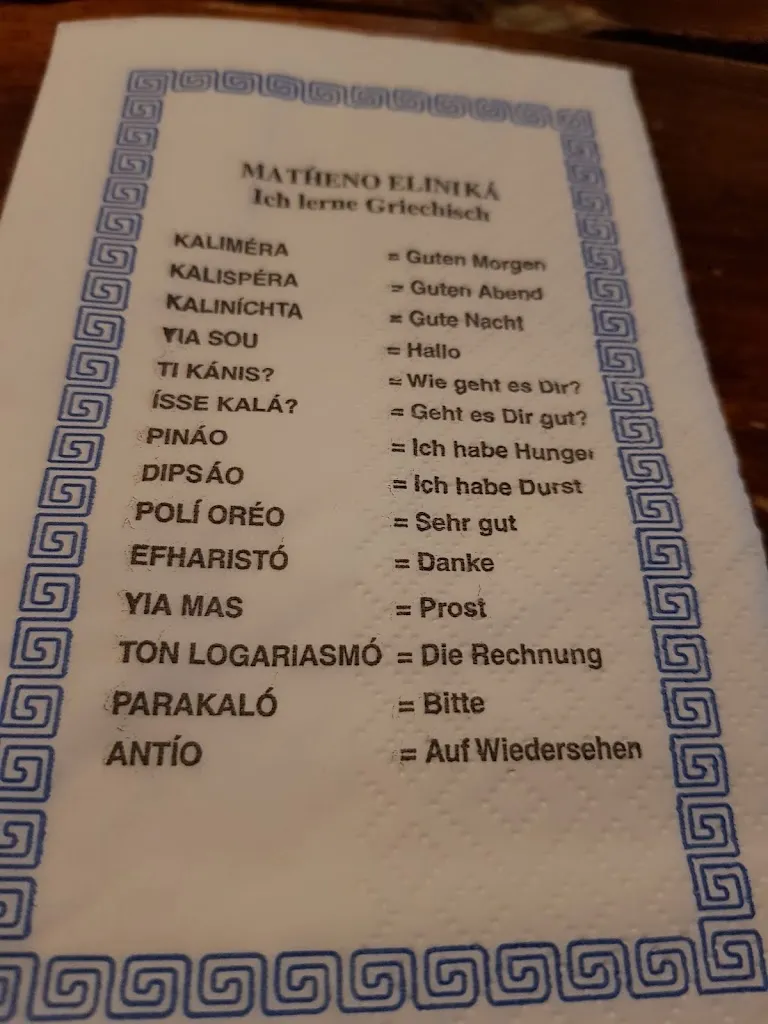 MATHENO ELINIKÁ
Ich lerne Griechisch
KALIMÉRA = Guten Morgen
KALISPÉRA = Guten Abend
KALINÍCHTA = Gute Nacht
YIA SOU = Hallo
TI KÁNIS? = Wie geht es Dir?
ÍSSE KALÁ? = Geht es Dir gut?
PINÁO = Ich habe Hunger
DIPSÁO = Ich habe Durst
POLÍ ORÉO = Sehr gut
EFHARISTÓ = Danke
YIA MAS = Prost
TON LOGARIASMÓ = Die Rechnung
PARAKALÓ = Bitte
ANTÍO = Auf Wiedersehen